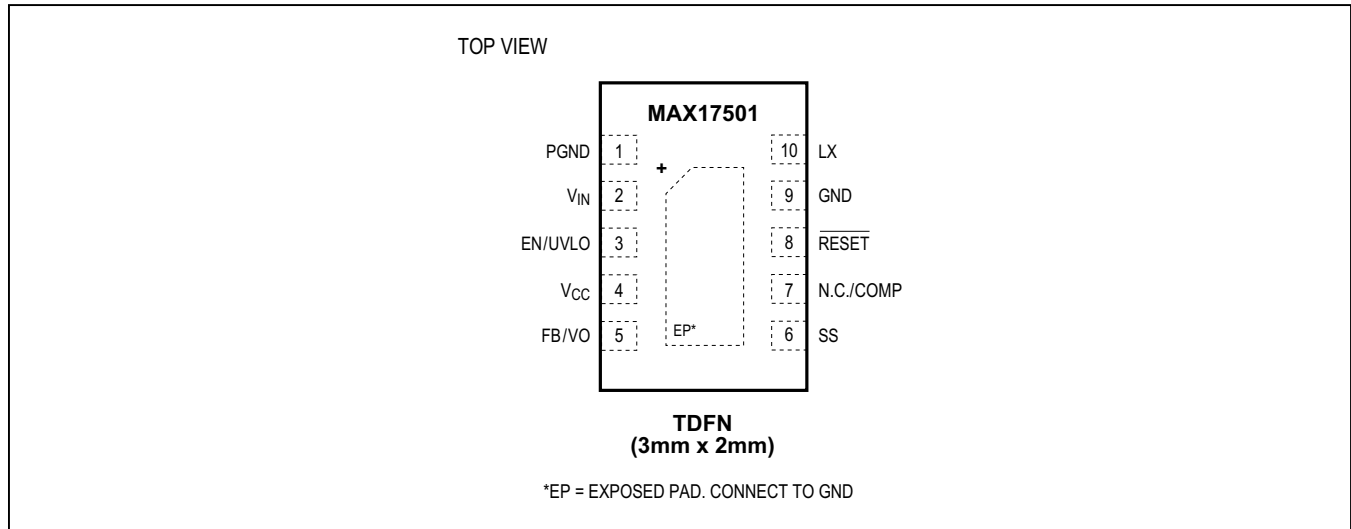 TOP VIEW
MAX17501
PGND 1 10 LX
+
VIN 2 9 GND
EN/UVLO 3 8 RESET
VCC 4 7 N.C./COMP
FB/VO 5 EP* 6 SS
TDFN
(3mm x 2mm)
*EP = EXPOSED PAD. CONNECT TO GND